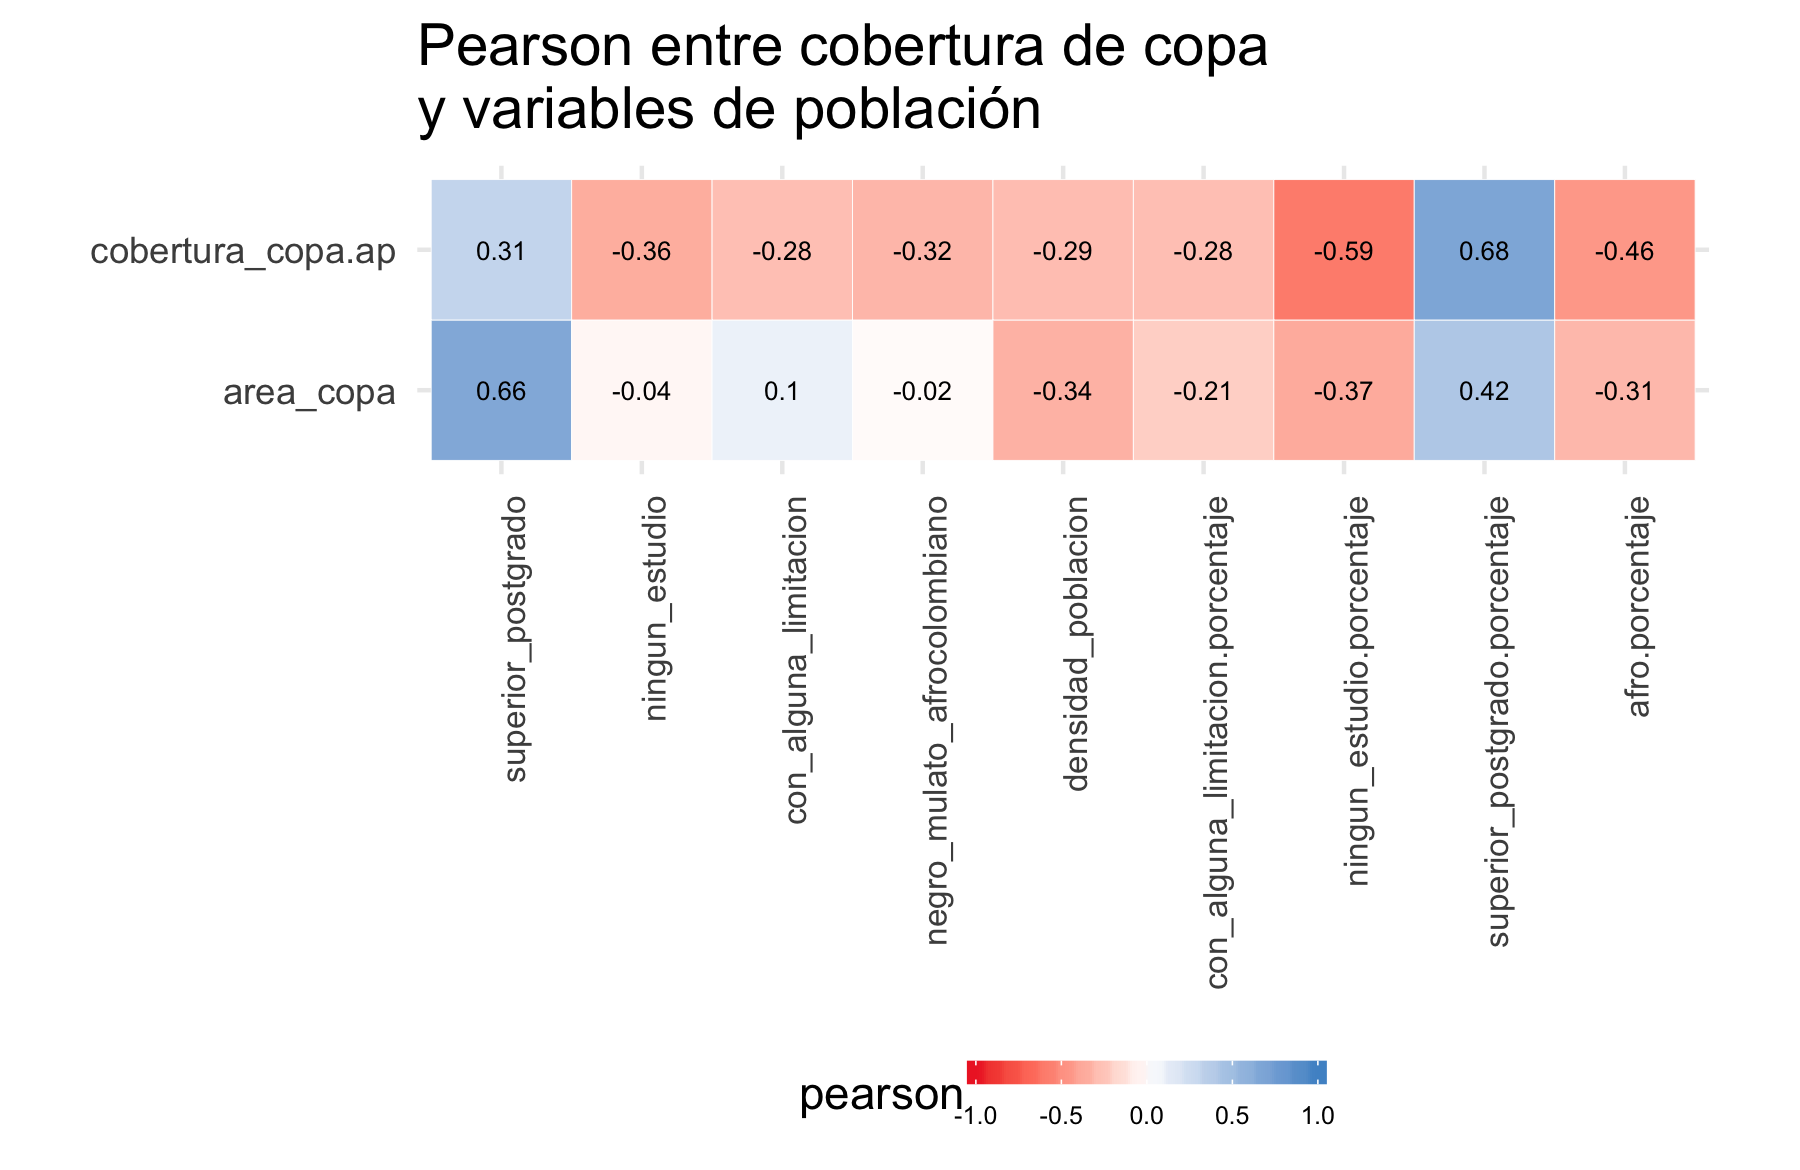 Pearson entre cobertura de copa
y variables de población
cobertura_copa.ap
0.31 -0.36 -0.28 -0.32 -0.29 -0.28 -0.59 0.68 -0.46
area_copa
0.66 -0.04 0.1 -0.02 -0.34 -0.21 -0.37 0.42 -0.31
superior_postgrado
ningun_estudio
con_alguna_limitacion
negro_mulato_afrocolombiano
densidad_poblacion
con_alguna_limitacion.porcentaje
ningun_estudio.porcentaje
superior_postgrado.porcentaje
afro.porcentaje
pearson
-1.0 -0.5 0.0 0.5 1.0